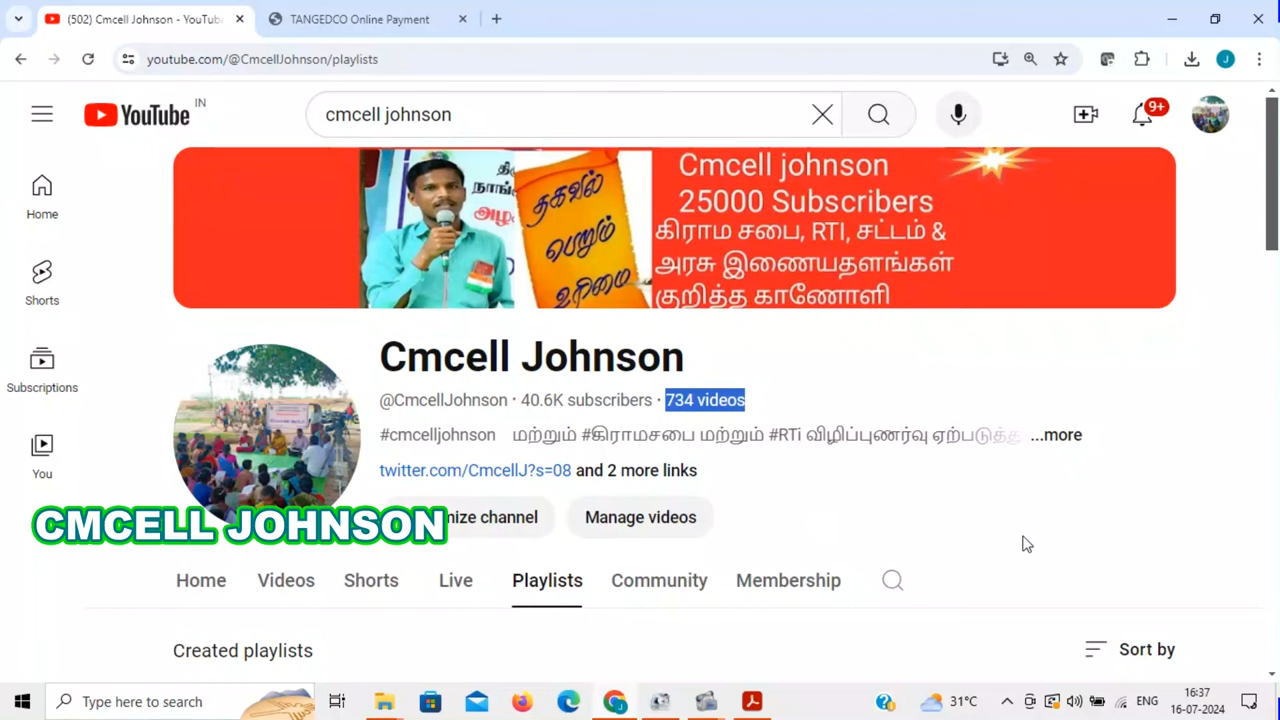 (502) Cmcell Johnson - YouTub
TANGEDCO Online Payment
youtube.com/@CmcellJohnson/playlists
YouTube IN
cmcell johnson
9+
J
Home
Shorts
Subscriptions
You
Cmcell johnson
25000 Subscribers
கிராம சபை, RTI, சட்டம் &
அரசு இணையதளங்கள்
குறித்த காணோளி
தகவல்
பெறும்
உரிமை
Cmcell Johnson
@CmcellJohnson · 40.6K subscribers · 734 videos
#cmcelljohnson மற்றும் #கிராமசபை மற்றும் #RTi விழிப்புணர்வு ஏற்படுத்து ...more
twitter.com/CmcellJ?s=08 and 2 more links
mize channel
Manage videos
CMCELL JOHNSON
Home Videos Shorts Live Playlists Community Membership
Created playlists
Sort by
Type here to search
31°C
ENG
16:37
16-07-2024